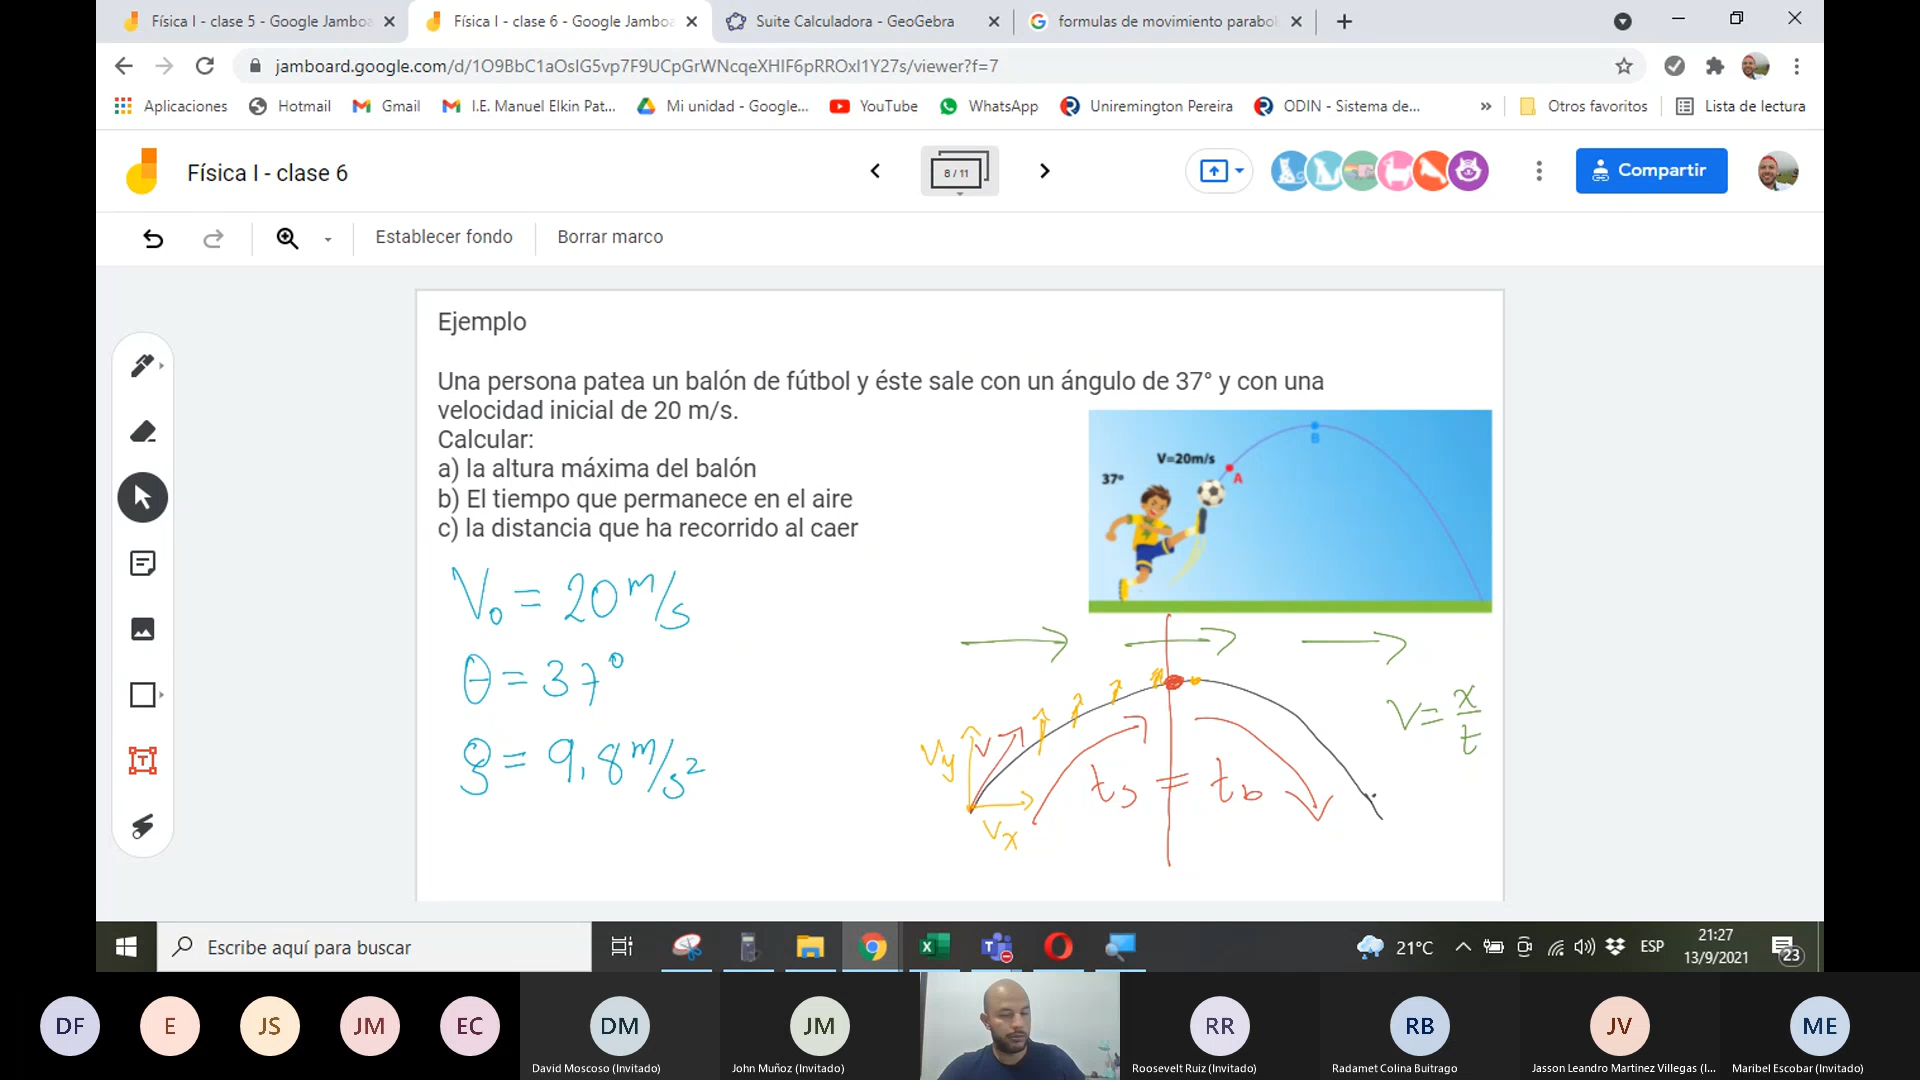 Física I - clase 5 - Google Jamboa
Física I - clase 6 - Google Jamboa
Suite Calculadora - GeoGebra
formulas de movimiento parabol
jamboard.google.com/d/1O9BbC1aOsIG5vp7F9UCpGrWNcqeXHIF6pRROxI1Y27s/viewer?f=7
Aplicaciones
Hotmail
Gmail
I.E. Manuel Elkin Pat...
Mi unidad - Google...
YouTube
WhatsApp
Uniremington Pereira
ODIN - Sistema de...
»
Otros favoritos
Lista de lectura
Física I - clase 6
8 / 11
Compartir
Establecer fondo
Borrar marco
Ejemplo
Una persona patea un balón de fútbol y éste sale con un ángulo de 37° y con una
velocidad inicial de 20 m/s.
Calcular:
a) la altura máxima del balón
b) El tiempo que permanece en el aire
c) la distancia que ha recorrido al caer
B
V=20m/s
A
37º
V₀ = 20 m/s
θ = 37°
g = 9,8 m/s²
V = x/t
Vy
V
ts = tb
Vx
Escribe aquí para buscar
21°C
ESP
21:27
13/9/2021
23
DF
E
JS
JM
EC
DM
JM
RR
RB
JV
ME
David Moscoso (Invitado)
John Muñoz (Invitado)
Roosevelt Ruiz (Invitado)
Radamet Colina Buitrago
Jasson Leandro Martinez Villegas (I...
Maribel Escobar (Invitado)